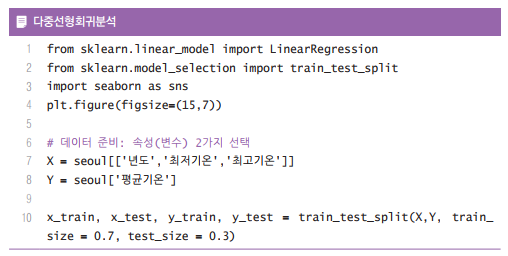 다중선형회귀분석
1 from sklearn.linear_model import LinearRegression
2 from sklearn.model_selection import train_test_split
3 import seaborn as sns
4 plt.figure(figsize=(15,7))
5
6 # 데이터 준비: 속성(변수) 2가지 선택
7 X = seoul[['년도','최저기온','최고기온']]
8 Y = seoul['평균기온']
9
10 x_train, x_test, y_train, y_test = train_test_split(X,Y, train_
size = 0.7, test_size = 0.3)